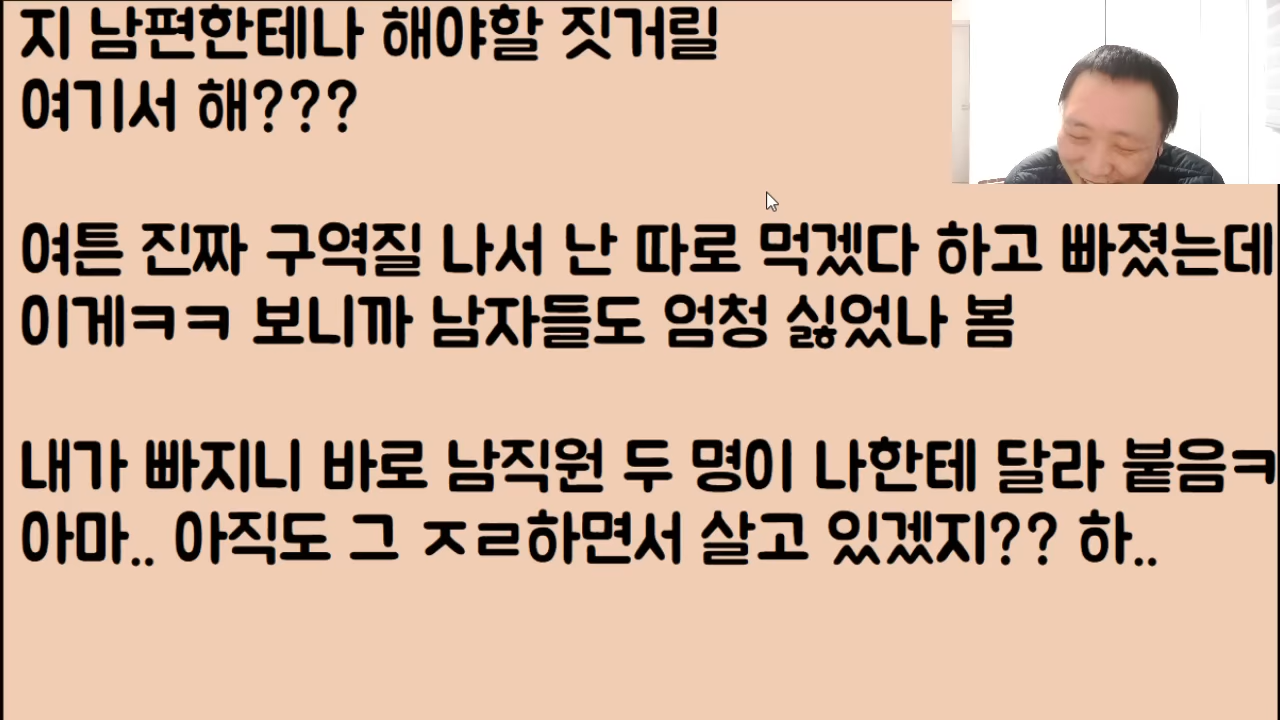 지 남편한테나 해야할 짓거릴
여기서 해???
여튼 진짜 구역질 나서 난 따로 먹겠다 하고 빠졌는데
이게ㅋㅋ 보니까 남자들도 엄청 싫었나 봄
내가 빠지니 바로 남직원 두 명이 나한테 달라 붙음ㅋ
아마.. 아직도 그 ㅈㄹ하면서 살고 있겠지?? 하..